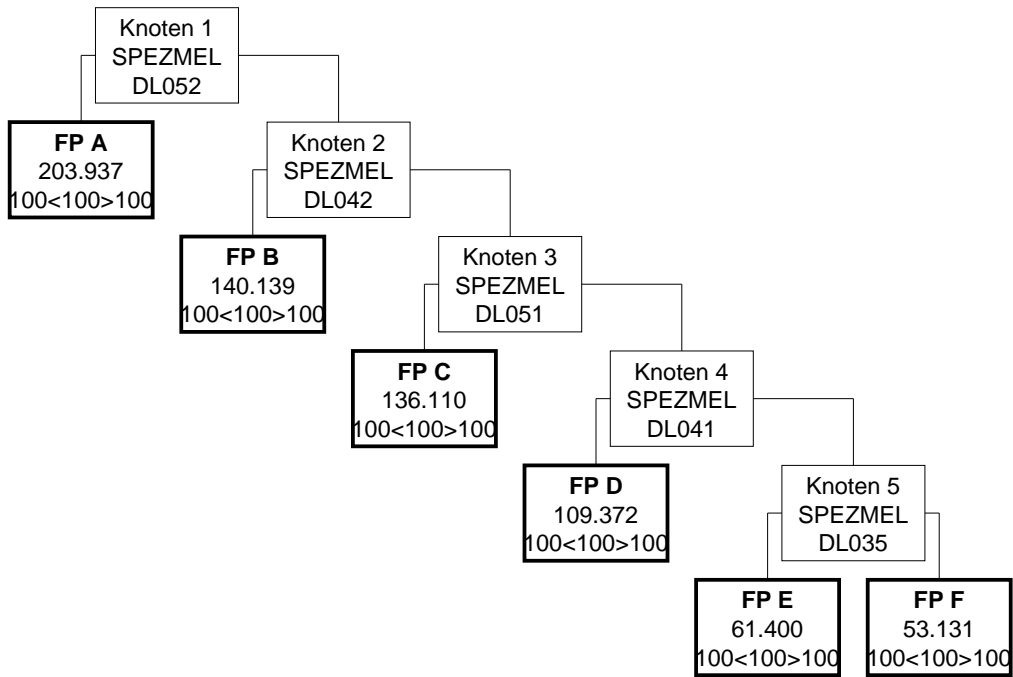 Knoten 1
SPEZMEL
DL052
FP A
203.937
100<100>100
Knoten 2
SPEZMEL
DL042
FP B
140.139
100<100>100
Knoten 3
SPEZMEL
DL051
FP C
136.110
100<100>100
Knoten 4
SPEZMEL
DL041
FP D
109.372
100<100>100
Knoten 5
SPEZMEL
DL035
FP E
61.400
100<100>100
FP F
53.131
100<100>100